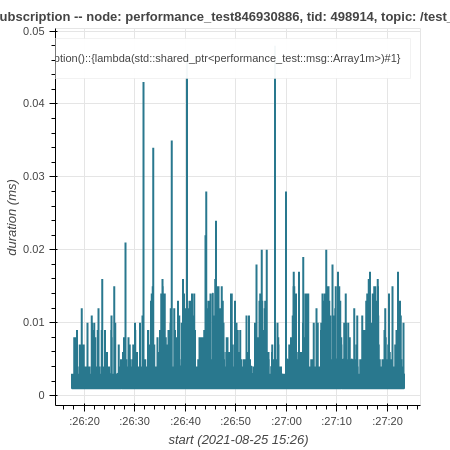 ubscription -- node: performance_test846930886, tid: 498914, topic: /test_
ption()::{lambda(std::shared_ptr<performance_test::msg::Array1m>)#1}
0.05
0.04
0.03
0.02
0.01
0
duration (ms)
:26:20 :26:30 :26:40 :26:50 :27:00 :27:10 :27:20
start (2021-08-25 15:26)